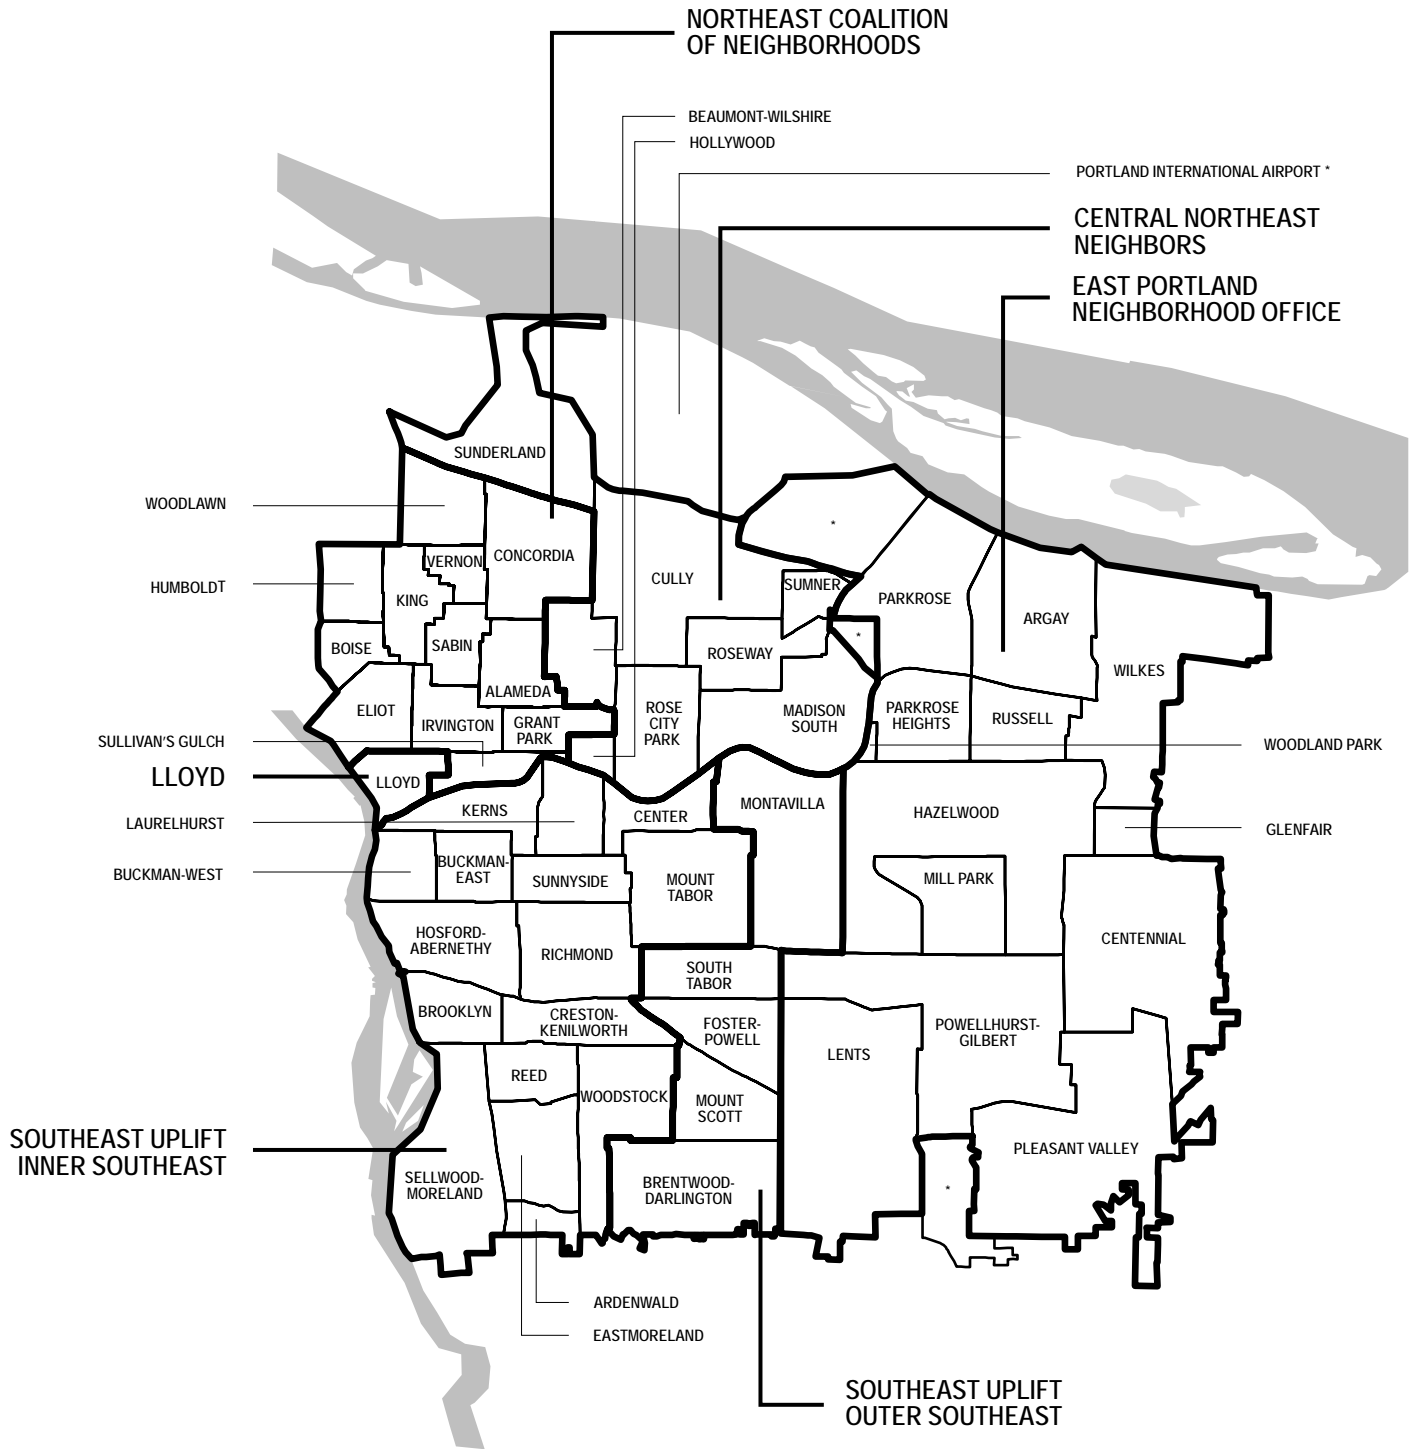 NORTHEAST COALITION
OF NEIGHBORHOODS
BEAUMONT-WILSHIRE
HOLLYWOOD
PORTLAND INTERNATIONAL AIRPORT *
CENTRAL NORTHEAST
NEIGHBORS
EAST PORTLAND
NEIGHBORHOOD OFFICE
SUNDERLAND
WOODLAWN
*
CONCORDIA
VERNON
CULLY
SUMNER
HUMBOLDT
KING
PARKROSE
ARGAY
*
BOISE
SABIN
ROSEWAY
WILKES
ALAMEDA
ELIOT
IRVINGTON
GRANT
PARK
ROSE
CITY
PARK
MADISON
SOUTH
PARKROSE
HEIGHTS
RUSSELL
SULLIVAN'S GULCH
WOODLAND PARK
LLOYD
LLOYD
KERNS
CENTER
MONTAVILLA
HAZELWOOD
LAURELHURST
GLENFAIR
BUCKMAN-WEST
BUCKMAN-
EAST
SUNNYSIDE
MOUNT
TABOR
MILL PARK
HOSFORD-
ABERNETHY
RICHMOND
CENTENNIAL
SOUTH
TABOR
BROOKLYN
CRESTON-
KENILWORTH
FOSTER-
POWELL
POWELLHURST-
GILBERT
LENTS
REED
WOODSTOCK
MOUNT
SCOTT
SOUTHEAST UPLIFT
INNER SOUTHEAST
PLEASANT VALLEY
SELLWOOD-
MORELAND
BRENTWOOD-
DARLINGTON
*
ARDENWALD
EASTMORELAND
SOUTHEAST UPLIFT
OUTER SOUTHEAST